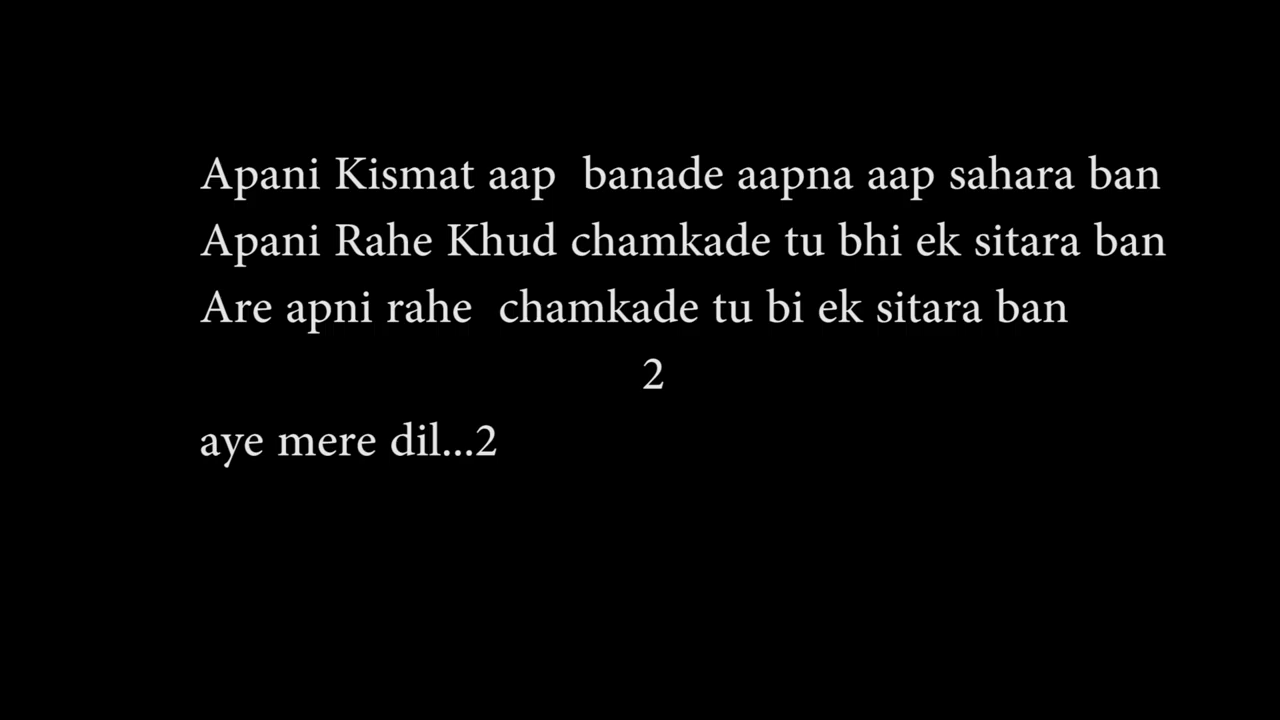 Apani Kismat aap  banade aapna aap sahara ban
Apani Rahe Khud chamkade tu bhi ek sitara ban
Are apni rahe  chamkade tu bi ek sitara ban
2
aye mere dil...2